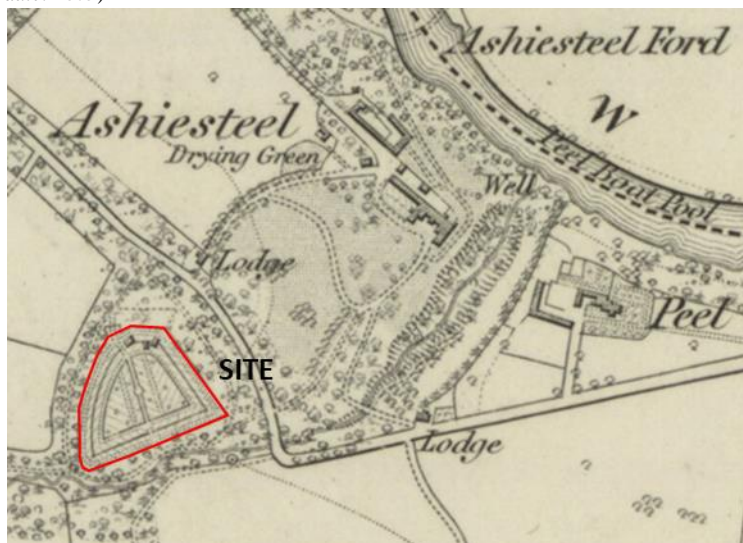 Ashiesteel Ford
W
Ashiesteel
Drying Green
Peel Boat Pool
Well
Lodge
Peel
SITE
Lodge